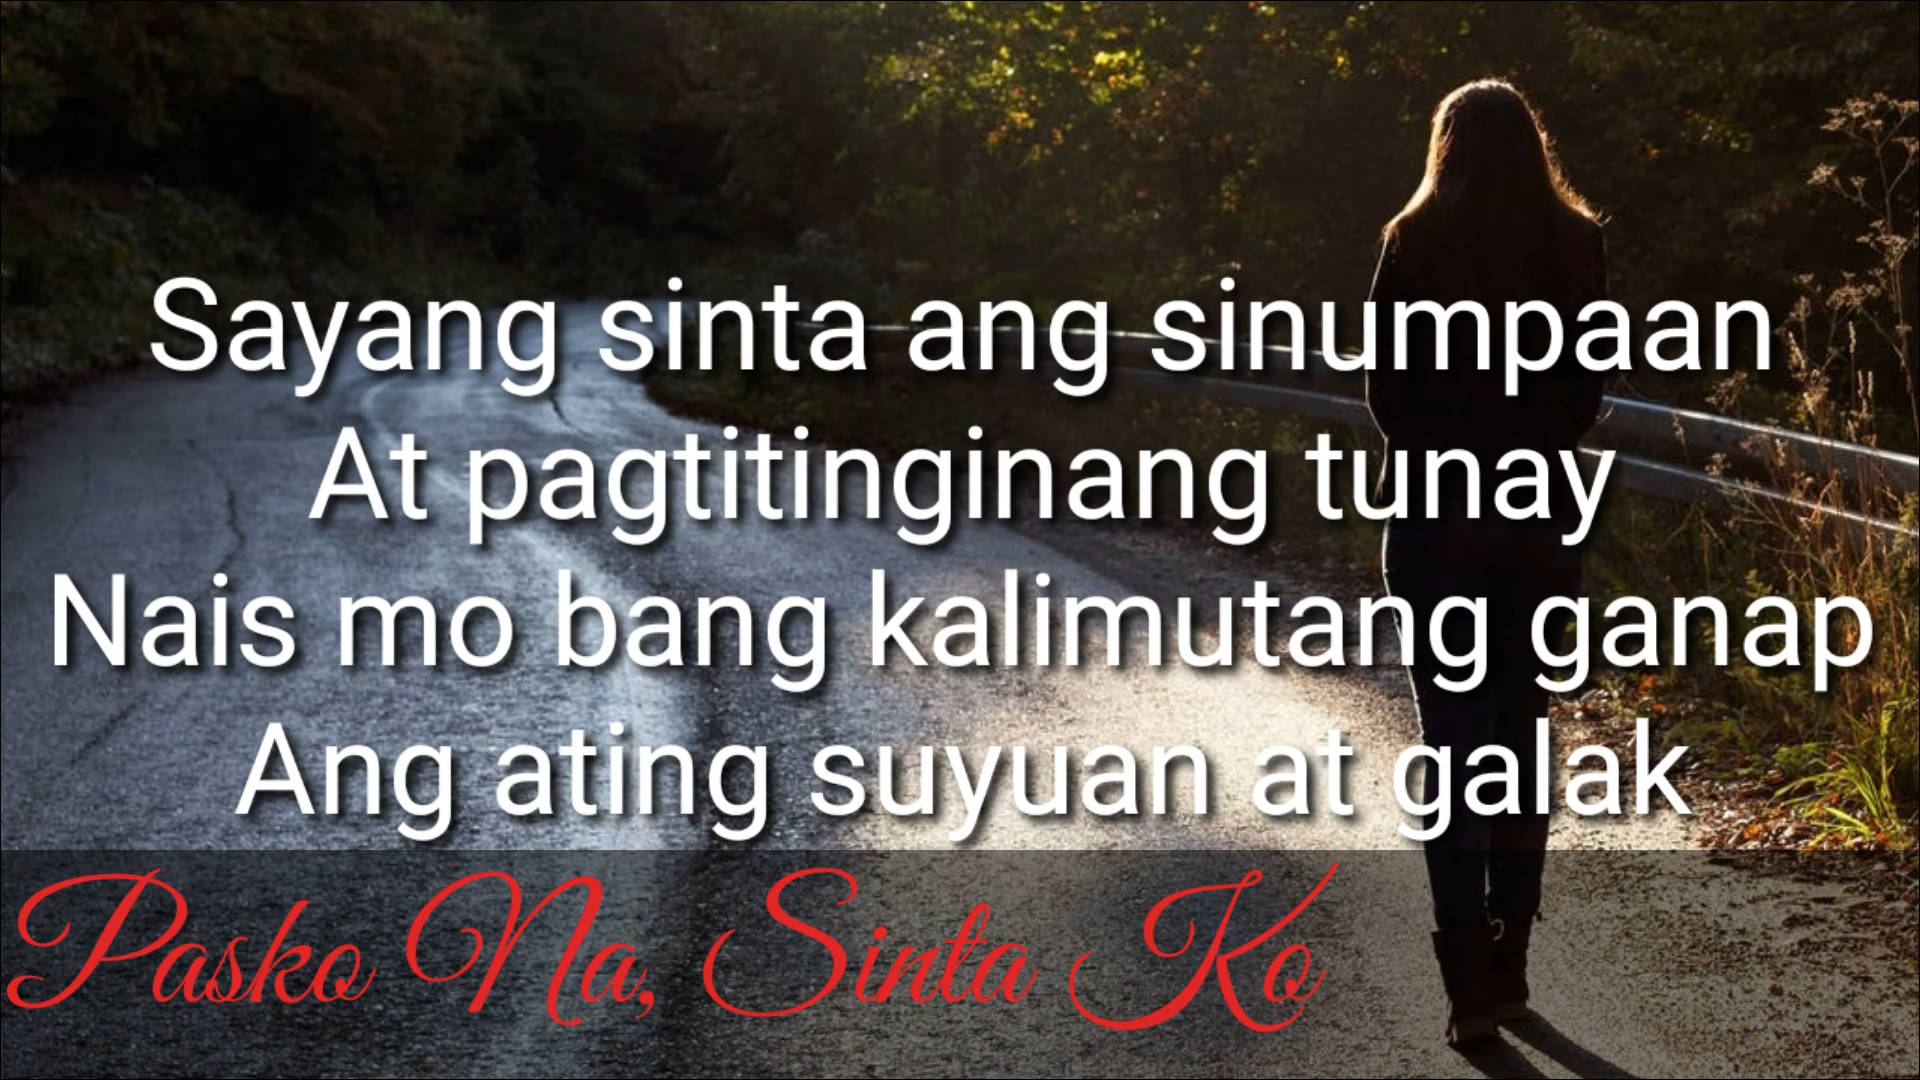 Sayang sinta ang sinumpaan
At pagtitinginang tunay
Nais mo bang kalimutang ganap
Ang ating suyuan at galak
Pasko Na, Sinta Ko